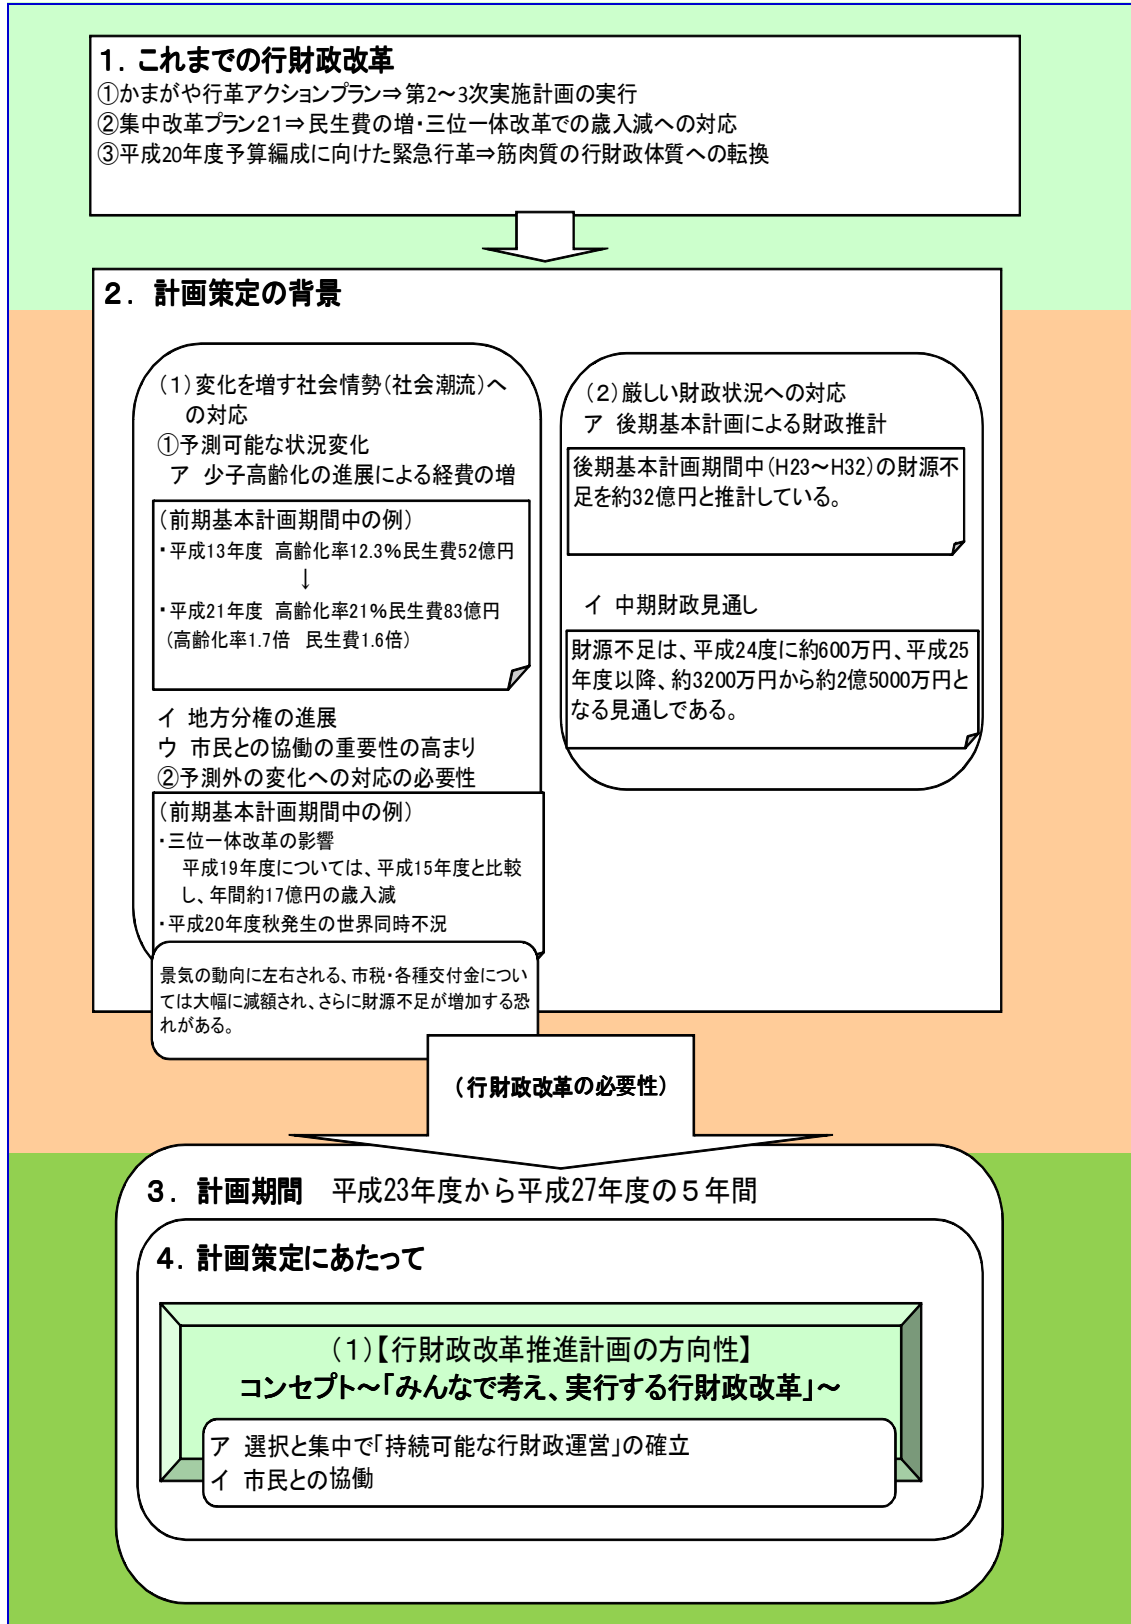 １．これまでの行財政改革
①かまがや行革アクションプラン⇒第2～3次実施計画の実行
②集中改革プラン２１⇒民生費の増・三位一体改革での歳入減への対応
③平成20年度予算編成に向けた緊急行革⇒筋肉質の行財政体質への転換
２． 計画策定の背景
（１）変化を増す社会情勢（社会潮流）へ
の対応
①予測可能な状況変化
ア 少子高齢化の進展による経費の増
（前期基本計画期間中の例）
・平成13年度 高齢化率12.3％民生費52億円
↓
・平成21年度 高齢化率21％民生費83億円
（高齢化率1.7倍 民生費1.6倍）
イ 地方分権の進展
ウ 市民との協働の重要性の高まり
②予測外の変化への対応の必要性
（前期基本計画期間中の例）
・三位一体改革の影響
平成19年度については、平成15年度と比較
し、年間約17億円の歳入減
・平成20年度秋発生の世界同時不況
景気の動向に左右される、市税・各種交付金につい
ては大幅に減額され、さらに財源不足が増加する恐
れがある。
（２）厳しい財政状況への対応
ア 後期基本計画による財政推計
後期基本計画期間中（H23～H32）の財源不
足を約32億円と推計している。
イ 中期財政見通し
財源不足は、平成24度に約600万円、平成25
年度以降、約3200万円から約2億5000万円と
なる見通しである。
（行財政改革の必要性）
３． 計画期間 平成23年度から平成27年度の５年間
４．計画策定にあたって
（１）【行財政改革推進計画の方向性】
コンセプト～「みんなで考え、実行する行財政改革」～
ア 選択と集中で「持続可能な行財政運営」の確立
イ 市民との協働